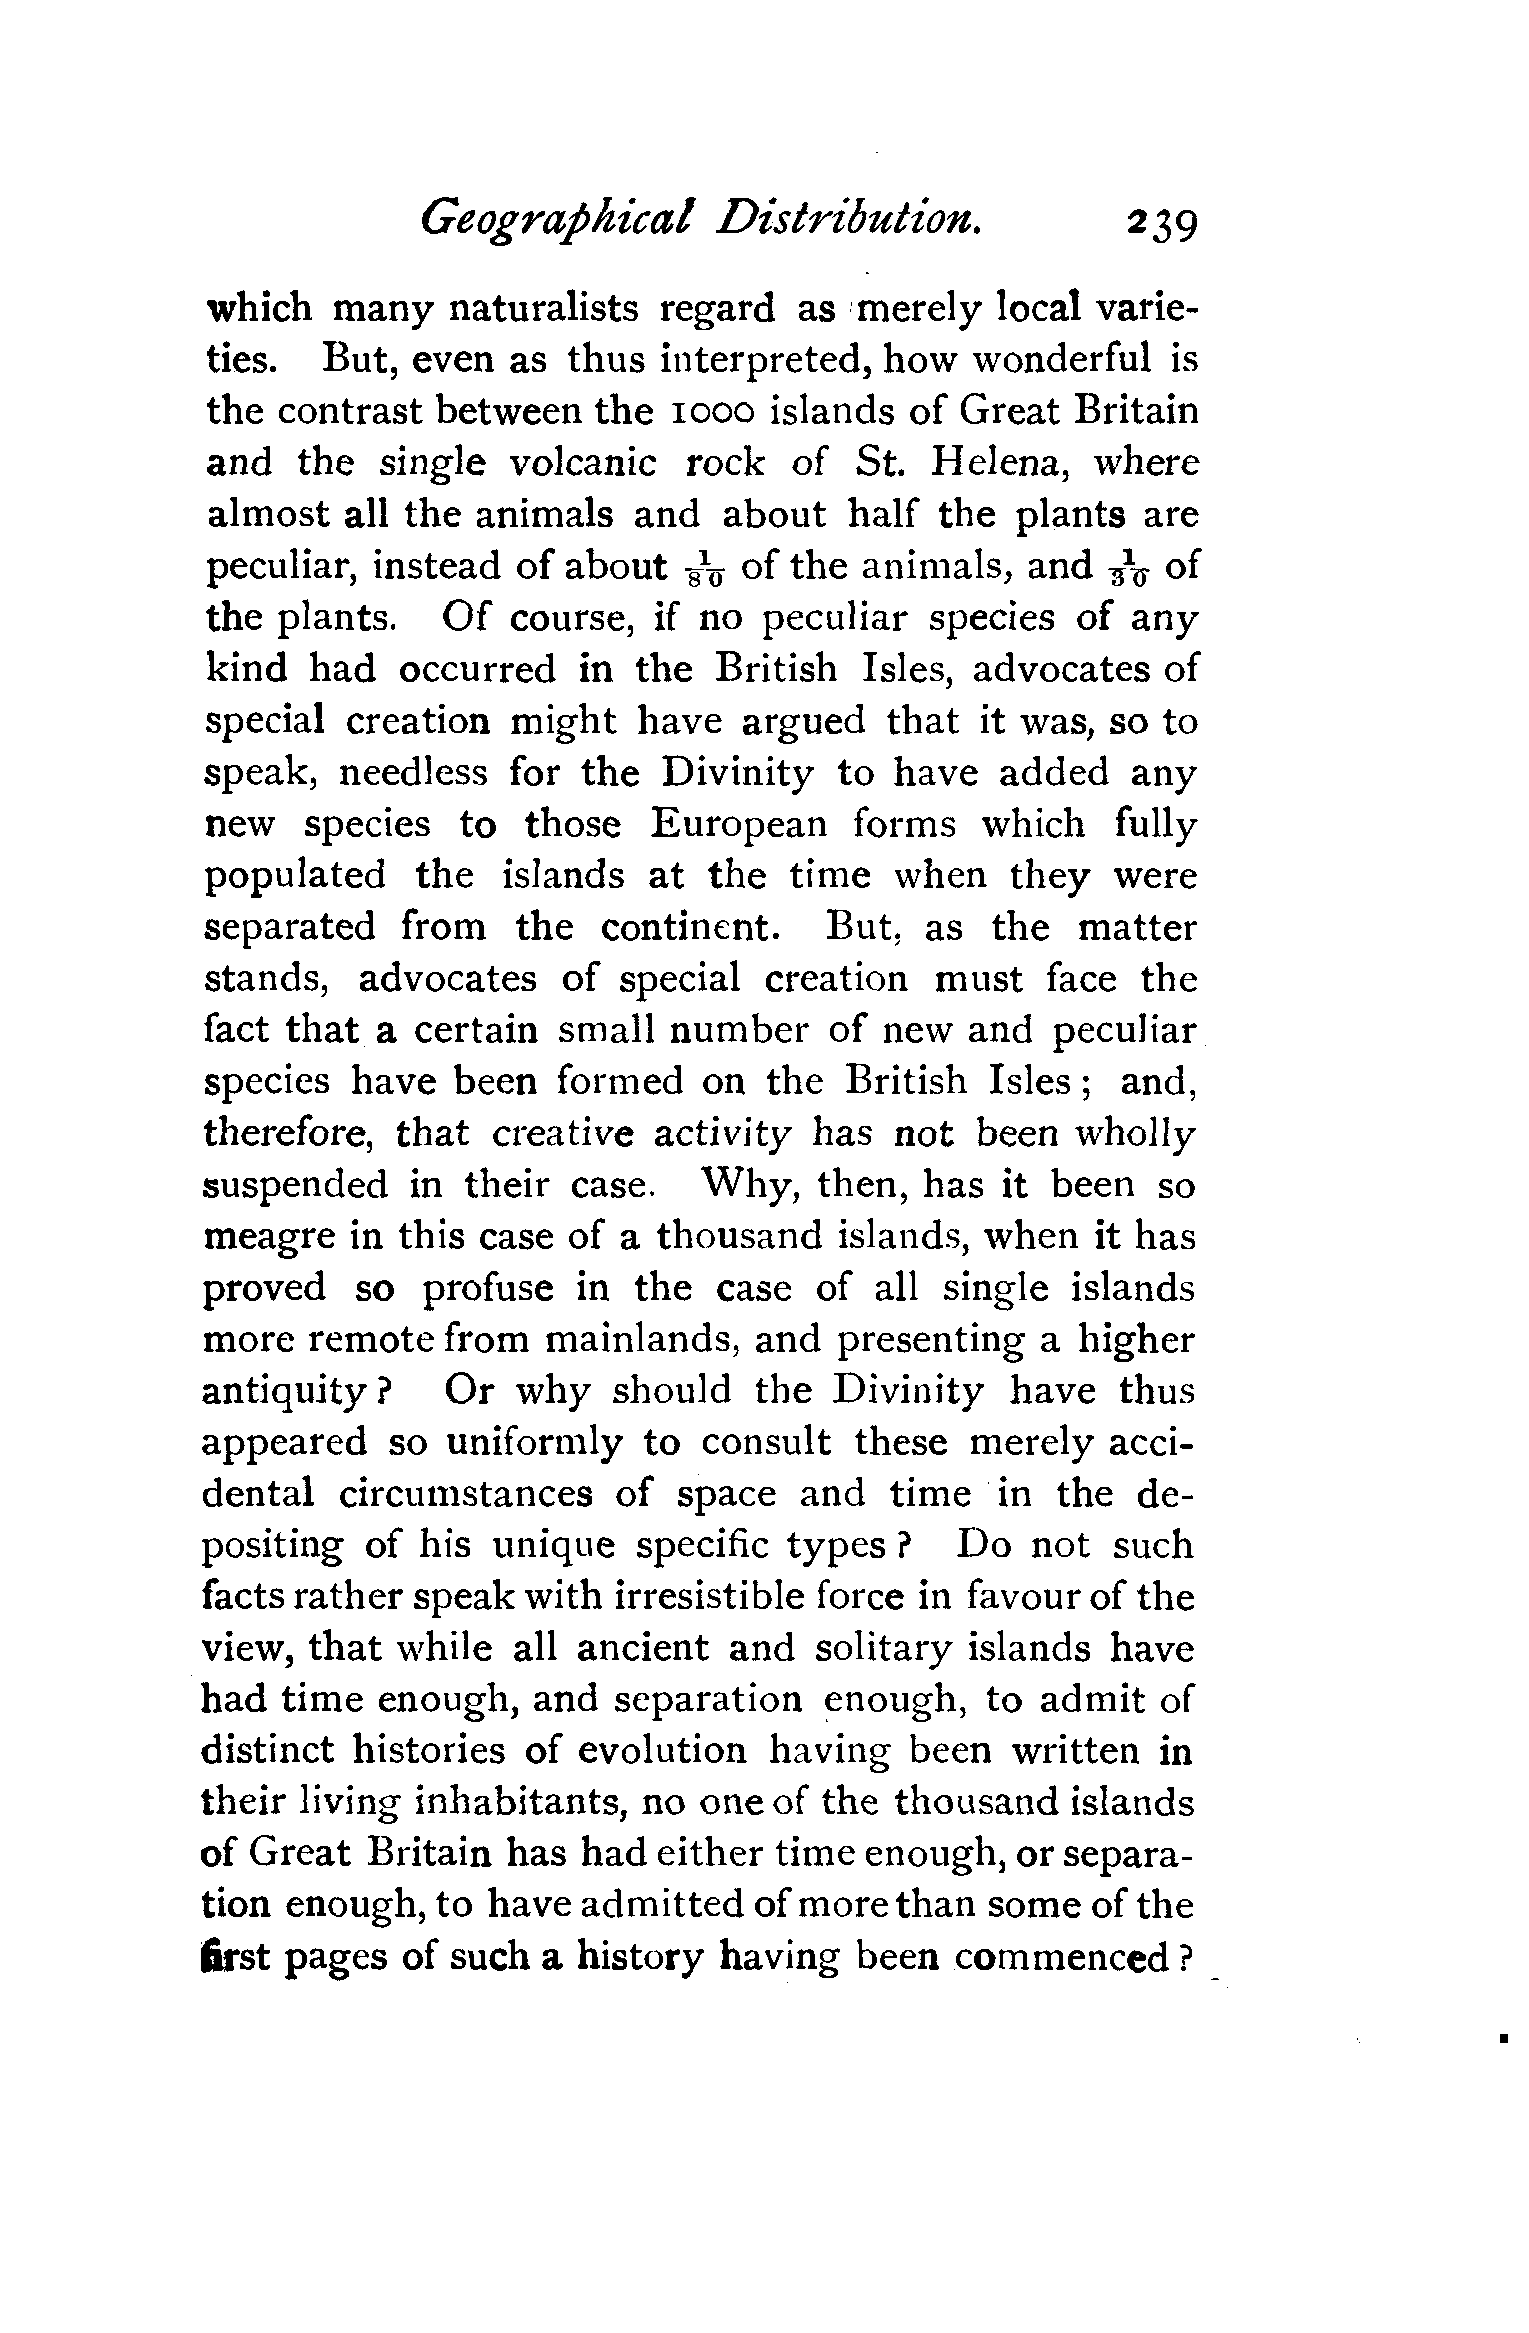 Geographical Distribution. 239
which many naturalists regard as merely local varie-
ties. But, even as thus interpreted, how wonderful is
the contrast between the 1000 islands of Great Britain
and the single volcanic rock of St. Helena, where
almost all the animals and about half the plants are
peculiar, instead of about 1/80 of the animals, and 1/30 of
the plants. Of course, if no peculiar species of any
kind had occurred in the British Isles, advocates of
special creation might have argued that it was, so to
speak, needless for the Divinity to have added any
new species to those European forms which fully
populated the islands at the time when they were
separated from the continent. But, as the matter
stands, advocates of special creation must face the
fact that a certain small number of new and peculiar
species have been formed on the British Isles ; and,
therefore, that creative activity has not been wholly
suspended in their case. Why, then, has it been so
meagre in this case of a thousand islands, when it has
proved so profuse in the case of all single islands
more remote from mainlands, and presenting a higher
antiquity ? Or why should the Divinity have thus
appeared so uniformly to consult these merely acci-
dental circumstances of space and time in the de-
positing of his unique specific types ? Do not such
facts rather speak with irresistible force in favour of the
view, that while all ancient and solitary islands have
had time enough, and separation enough, to admit of
distinct histories of evolution having been written in
their living inhabitants, no one of the thousand islands
of Great Britain has had either time enough, or separa-
tion enough, to have admitted of more than some of the
first pages of such a history having been commenced ?